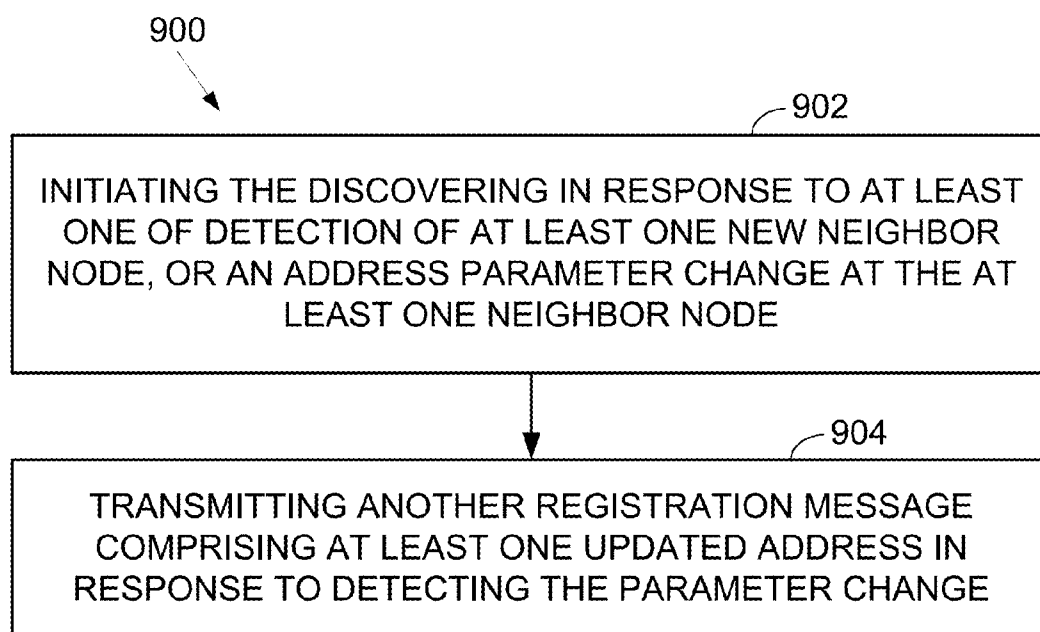 900
902
INITIATING THE DISCOVERING IN RESPONSE TO AT LEAST
ONE OF DETECTION OF AT LEAST ONE NEW NEIGHBOR
NODE, OR AN ADDRESS PARAMETER CHANGE AT THE AT
LEAST ONE NEIGHBOR NODE
904
TRANSMITTING ANOTHER REGISTRATION MESSAGE
COMPRISING AT LEAST ONE UPDATED ADDRESS IN
RESPONSE TO DETECTING THE PARAMETER CHANGE